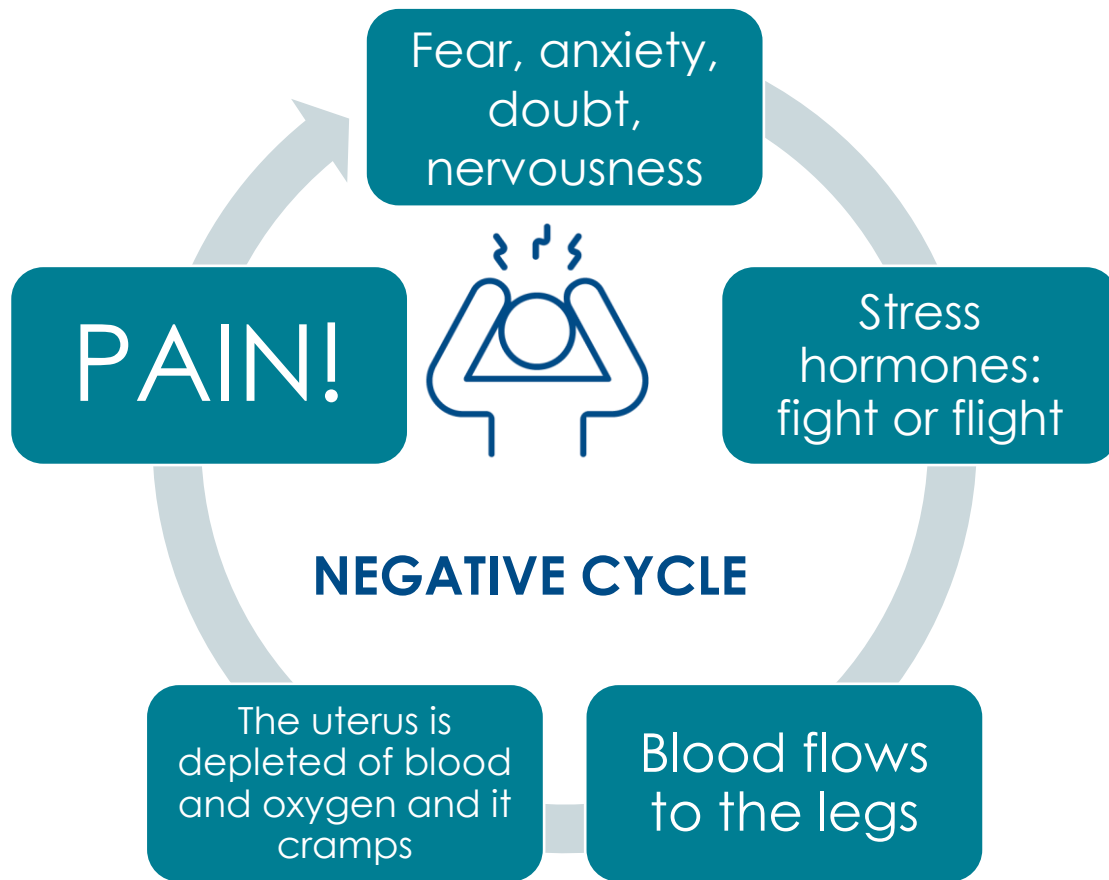 Fear, anxiety,
doubt,
nervousness
Stress
hormones:
fight or flight
Blood flows
to the legs
The uterus is
depleted of blood
and oxygen and it
cramps
PAIN!
NEGATIVE CYCLE